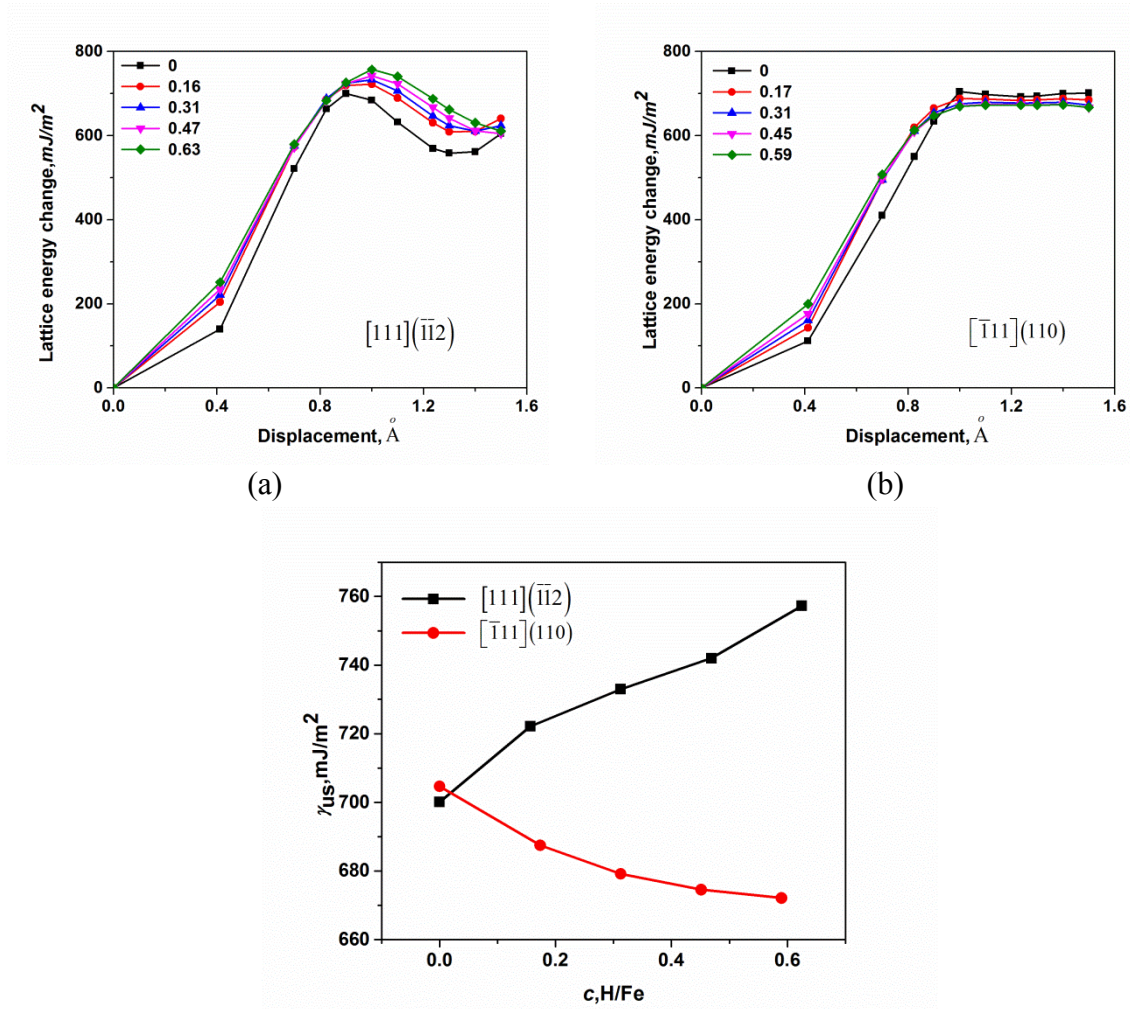 800
600
400
200
0
Lattice energy change,mJ/m²
0
0.16
0.31
0.47
0.63
[111](1̅1̅2)
0.0 0.4 0.8 1.2 1.6
Displacement, Å
(a)
800
600
400
200
0
Lattice energy change,mJ/m²
0
0.17
0.31
0.45
0.59
[1̅11](110)
0.0 0.4 0.8 1.2 1.6
Displacement, Å
(b)
760
740
720
700
680
660
γus,mJ/m²
[111](1̅1̅2)
[1̅11](110)
0.0 0.2 0.4 0.6
c,H/Fe